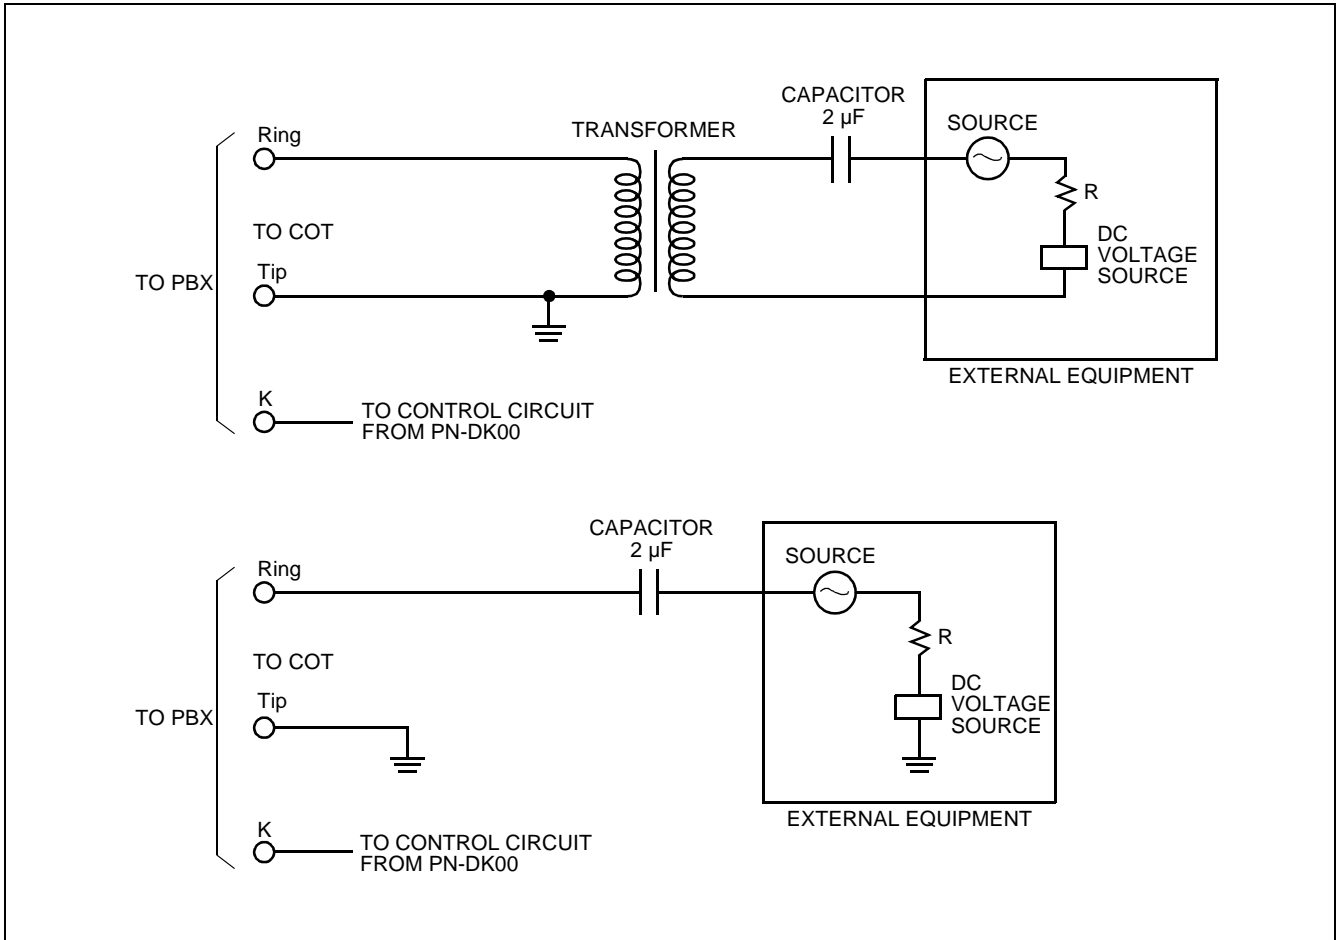 CAPACITOR
2 µF
TRANSFORMER
SOURCE
Ring
R
TO COT
DC
VOLTAGE
SOURCE
Tip
TO PBX
EXTERNAL EQUIPMENT
K
TO CONTROL CIRCUIT
FROM PN-DK00
CAPACITOR
2 µF
SOURCE
Ring
R
TO COT
DC
VOLTAGE
SOURCE
Tip
TO PBX
EXTERNAL EQUIPMENT
K
TO CONTROL CIRCUIT
FROM PN-DK00